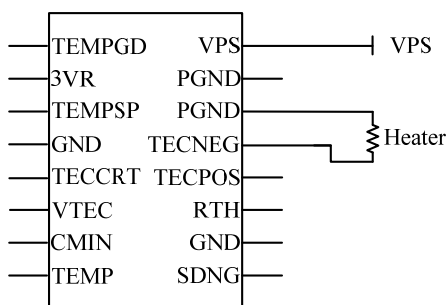 TEMPGD VPS VPS
3VR PGND
TEMPSP PGND
GND TECNEG Heater
TECCRT TECPOS
VTEC RTH
CMIN GND
TEMP SDNG